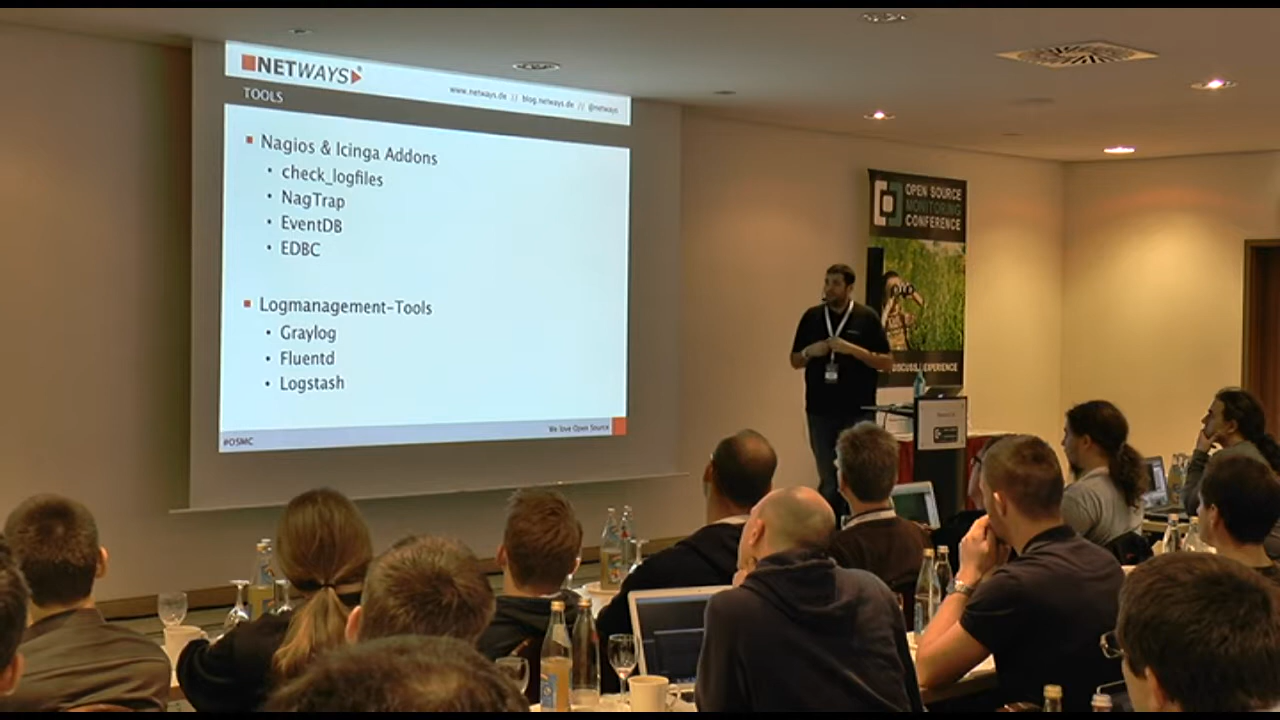 NETWAYS®
www.netways.de // blog.netways.de // @netways
TOOLS
Nagios & Icinga Addons
check_logfiles
NagTrap
EventDB
EDBC
Logmanagement-Tools
Graylog
Fluentd
Logstash
#OSMC
We love Open Source
OPEN SOURCE
MONITORING
CONFERENCE
EXPERIENCE